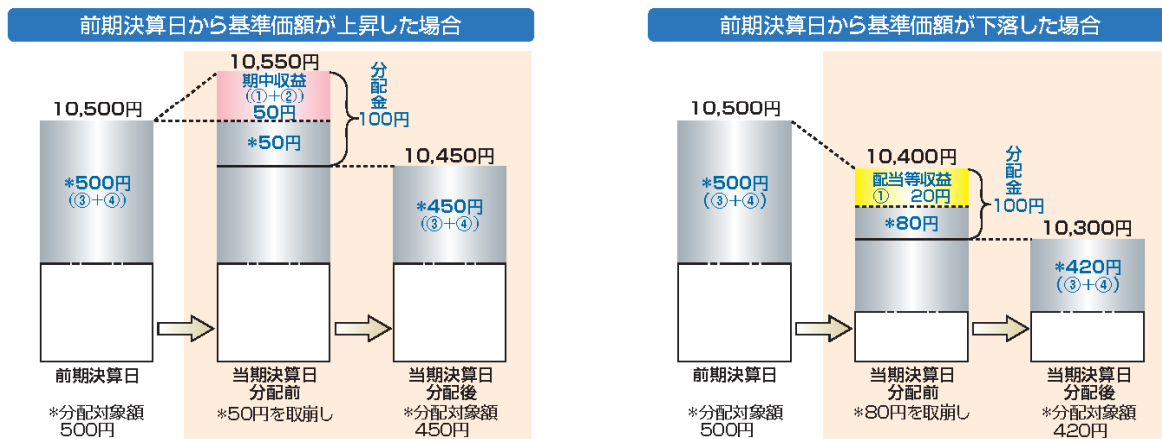 前期決算日から基準価額が上昇した場合
10,500円
*500円
(③+④)
前期決算日
*分配対象額
500円
10,550円
期中収益
(①+②)
50円
*50円
分配金
100円
当期決算日
分配前
*50円を取崩し
10,450円
*450円
(③+④)
当期決算日
分配後
*分配対象額
450円
前期決算日から基準価額が下落した場合
10,500円
*500円
(③+④)
前期決算日
*分配対象額
500円
10,400円
配当等収益
① 20円
*80円
分配金
100円
当期決算日
分配前
*80円を取崩し
10,300円
*420円
(③+④)
当期決算日
分配後
*分配対象額
420円